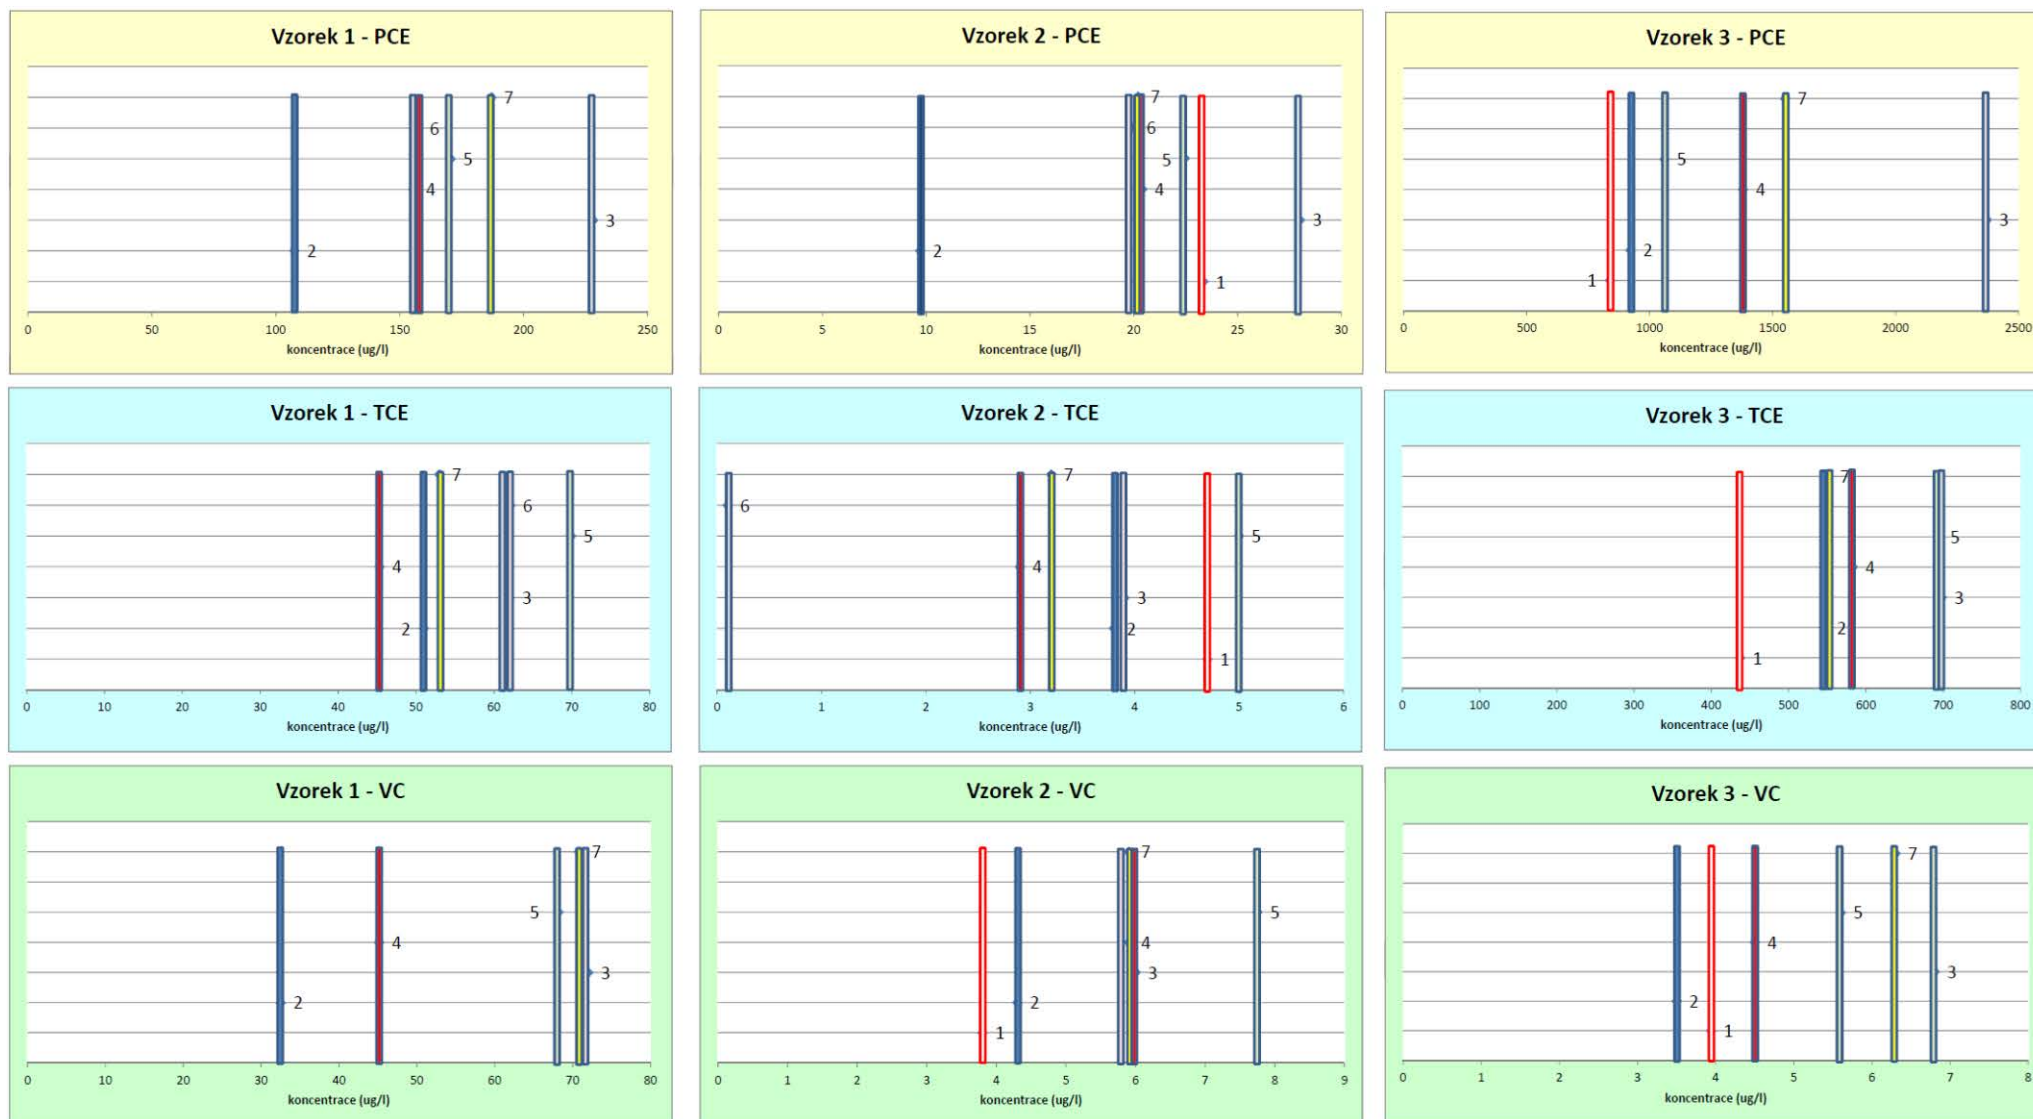 Vzorek 1 - PCE
7
6
5
4
3
2
0 50 100 150 200 250
koncentrace (ug/l)
Vzorek 2 - PCE
7
6
5
4
3
2
1
0 5 10 15 20 25 30
koncentrace (ug/l)
Vzorek 3 - PCE
7
5
4
3
2
1
0 500 1000 1500 2000 2500
koncentrace (ug/l)
Vzorek 1 - TCE
7
6
5
4
3
2
0 10 20 30 40 50 60 70 80
koncentrace (ug/l)
Vzorek 2 - TCE
7
6
5
4
3
2
1
0 1 2 3 4 5 6
koncentrace (ug/l)
Vzorek 3 - TCE
7
5
4
3
2
1
0 100 200 300 400 500 600 700 800
koncentrace (ug/l)
Vzorek 1 - VC
7
5
4
3
2
0 10 20 30 40 50 60 70 80
koncentrace (ug/l)
Vzorek 2 - VC
7
5
4
3
2
1
0 1 2 3 4 5 6 7 8 9
koncentrace (ug/l)
Vzorek 3 - VC
7
5
4
3
2
1
0 1 2 3 4 5 6 7 8
koncentrace (ug/l)